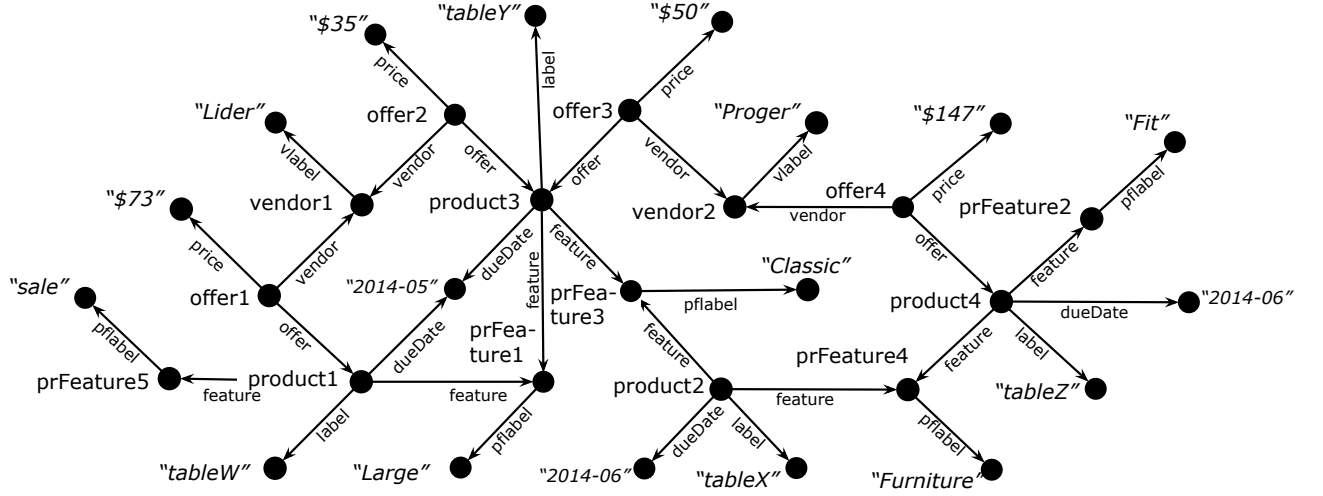 “tableY”
“$50”
“$35”
label
price
price
“Lider”
offer2
offer3
“Proger”
“$147”
“Fit”
vlabel
vendor
offer
offer
vendor
vlabel
price
pflabel
“$73”
vendor1
product3
vendor2
offer4
vendor
prFeature2
price
vendor
dueDate
feature
feature
offer
feature
“sale”
offer1
“2014-05”
prFea-
ture3
“Classic”
pflabel
product4
“2014-06”
dueDate
pflabel
offer
dueDate
prFea-
ture1
feature
prFeature4
feature
label
prFeature5
feature
product1
feature
product2
feature
“tableZ”
label
pflabel
dueDate
label
pflabel
“tableW”
“Large”
“2014-06”
“tableX”
“Furniture”